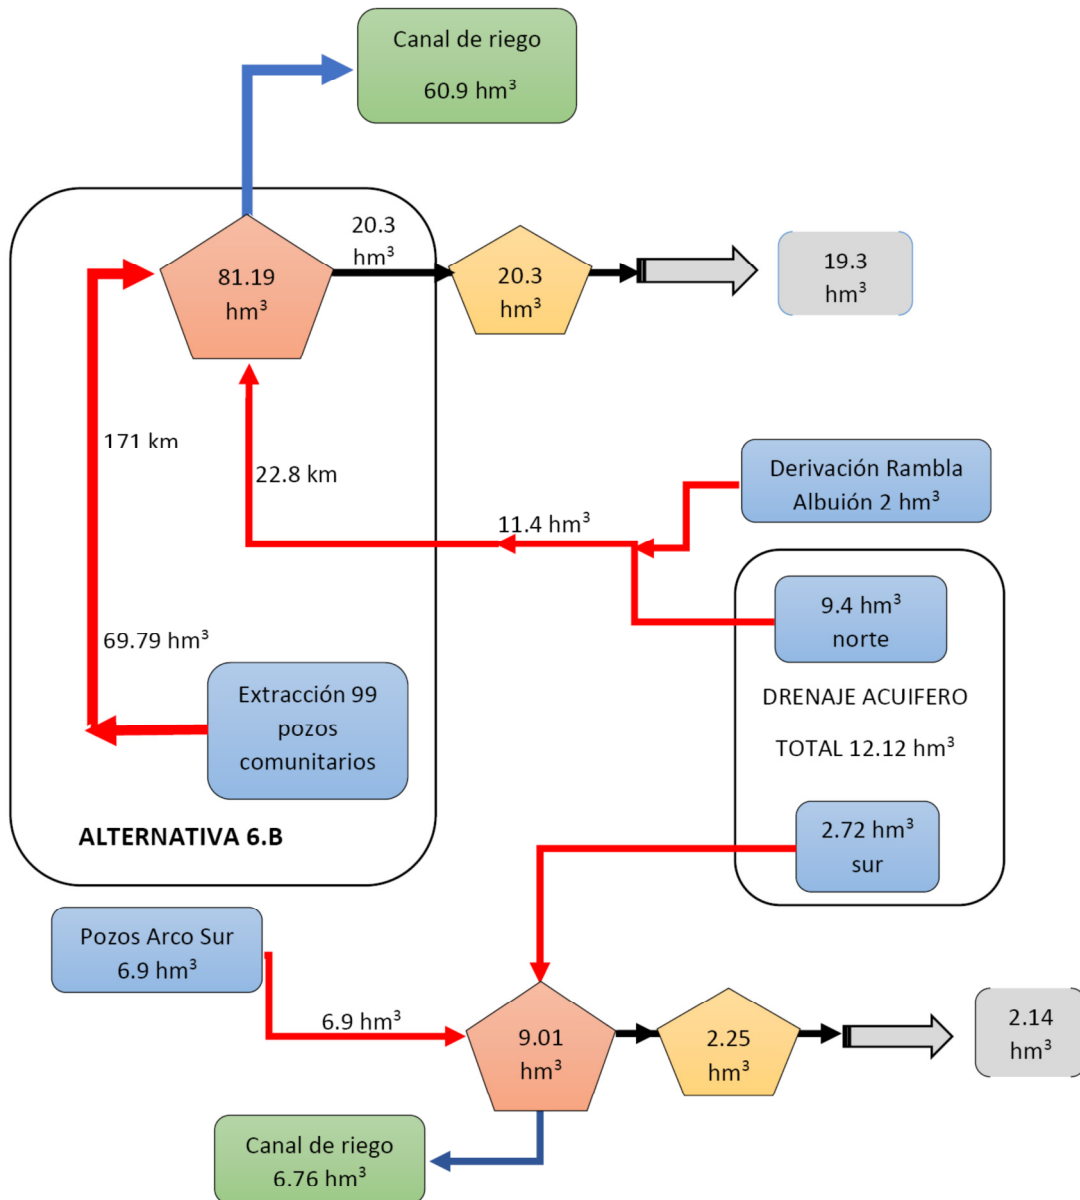 Canal de riego
60.9 hm³
20.3
hm³
81.19
hm³
20.3
hm³
19.3
hm³
171 km
22.8 km
Derivación Rambla
Albuión 2 hm³
11.4 hm³
9.4 hm³
norte
69.79 hm³
Extracción 99
pozos
comunitarios
DRENAJE ACUIFERO
TOTAL 12.12 hm³
ALTERNATIVA 6.B
2.72 hm³
sur
Pozos Arco Sur
6.9 hm³
6.9 hm³
9.01
hm³
2.25
hm³
2.14
hm³
Canal de riego
6.76 hm³